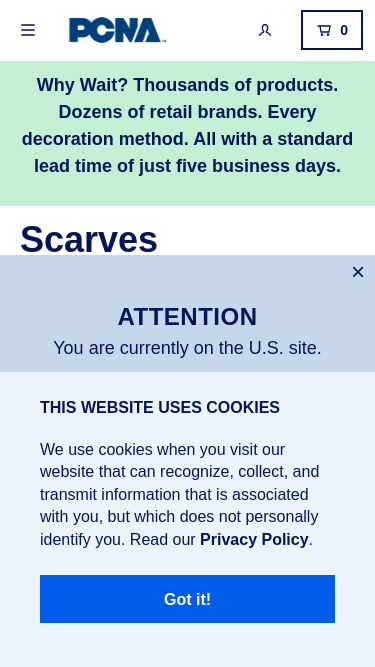 PCNA
0
Why Wait? Thousands of products.
Dozens of retail brands. Every
decoration method. All with a standard
lead time of just five business days.
Scarves
ATTENTION
You are currently on the U.S. site.
THIS WEBSITE USES COOKIES
We use cookies when you visit our
website that can recognize, collect, and
transmit information that is associated
with you, but which does not personally
identify you. Read our Privacy Policy.
Got it!